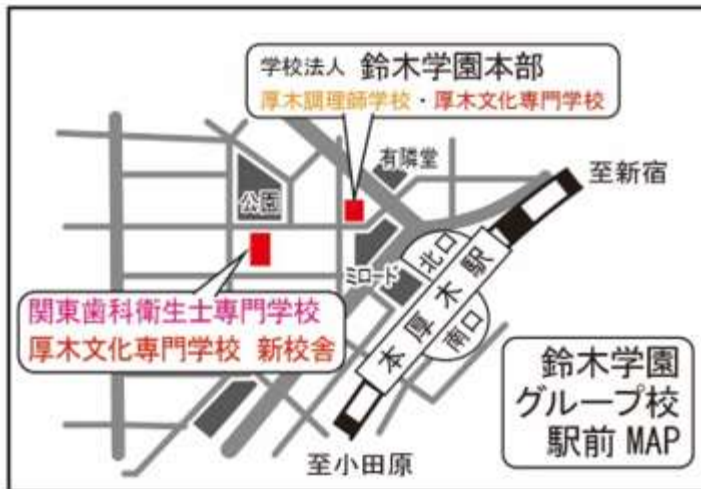 学校法人 鈴木学園本部
厚木調理師学校・厚木文化専門学校
有隣堂
至新宿
公園
ミロード
北口
本厚木駅
南口
関東歯科衛生士専門学校
厚木文化専門学校 新校舎
至小田原
鈴木学園
グループ校
駅前 MAP